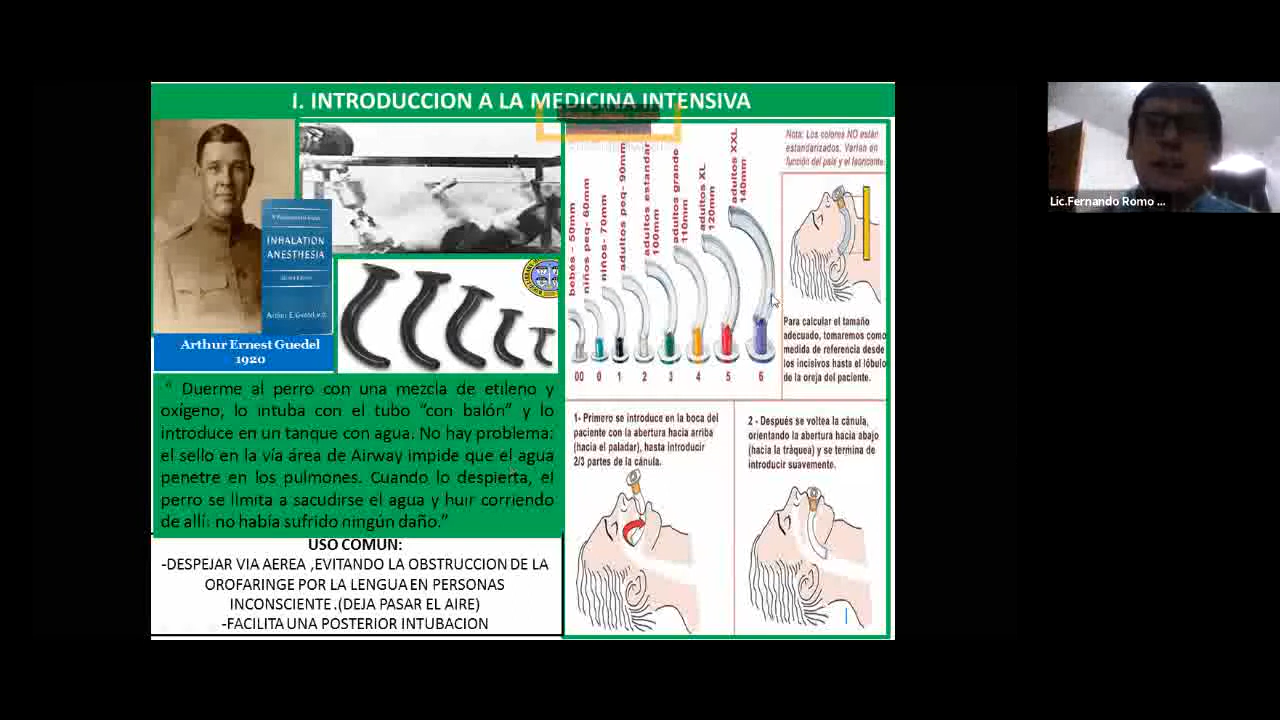 I. INTRODUCCION A LA MEDICINA INTENSIVA
INHALATION
ANESTHESIA
Arthur E. Guedel, M.D.
Arthur Ernest Guedel
1920
" Duerme al perro con una mezcla de etileno y
oxígeno, lo intuba con el tubo “con balón” y lo
introduce en un tanque con agua. No hay problema:
el sello en la vía área de Airway impide que el agua
penetre en los pulmones. Cuando lo despierta, el
perro se limita a sacudirse el agua y huir corriendo
de allí: no había sufrido ningún daño.”
USO COMUN:
-DESPEJAR VIA AEREA ,EVITANDO LA OBSTRUCCION DE LA
OROFARINGE POR LA LENGUA EN PERSONAS
INCONSCIENTE .(DEJA PASAR EL AIRE)
-FACILITA UNA POSTERIOR INTUBACION
bebés - 50mm
niños peq- 60mm
niños- 70mm
adultos peq- 90mm
adultos estandar
100mm
adultos grande
110mm
adultos XL
120mm
adultos XXL
140mm
00 0 1 2 3 4 5 6
Nota: Los colores NO están
estandarizados. Varían en
función del país y el fabricante.
Para calcular el tamaño
adecuado, tomaremos como
medida de referencia desde
los incisivos hasta el lóbulo
de la oreja del paciente.
1- Primero se introduce en la boca del
paciente con la abertura hacia arriba
(hacia el paladar), hasta introducir
2/3 partes de la cánula.
2 - Después se voltea la cánula,
orientando la abertura hacia abajo
(hacia la tráquea) y se termina de
introducir suavemente.
Lic.Fernando Romo ...